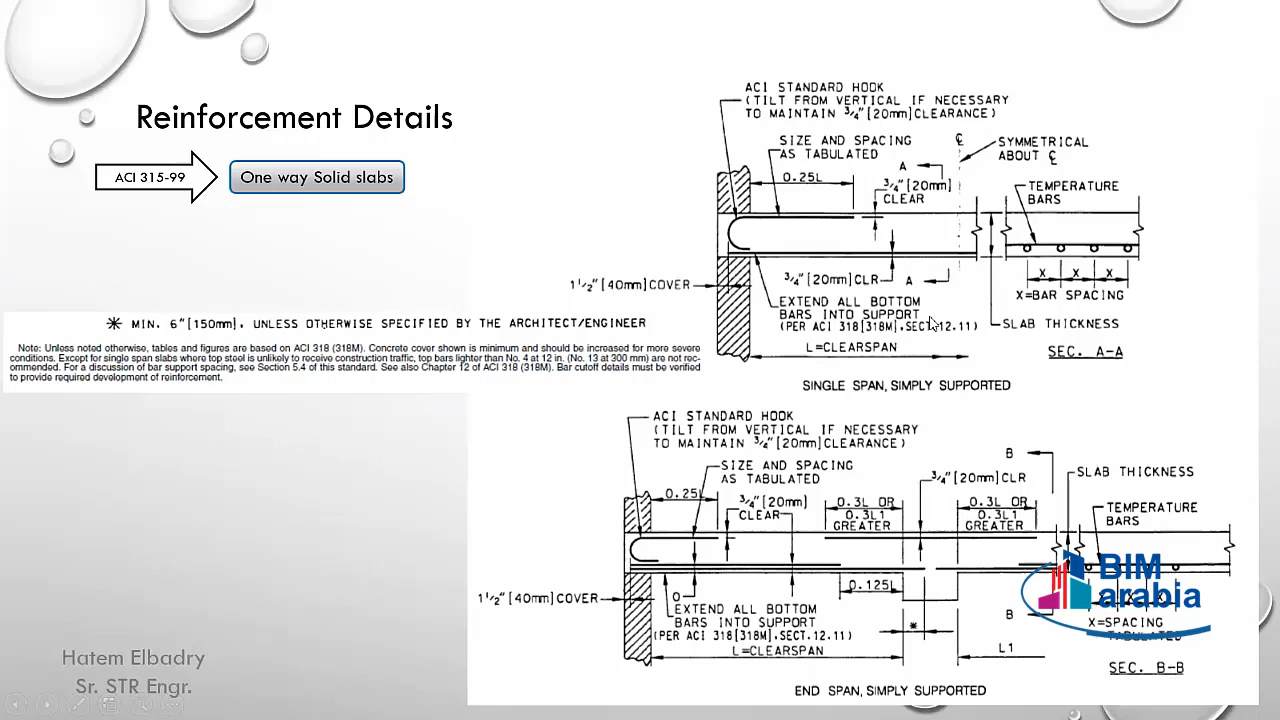 Reinforcement Details
ACI 315-99
One way Solid slabs
ACI STANDARD HOOK
(TILT FROM VERTICAL IF NECESSARY
TO MAINTAIN 3/4"[20mm]CLEARANCE)
SIZE AND SPACING
AS TABULATED
A
℄
SYMMETRICAL
ABOUT ℄
0.25L
3/4"[20mm]
CLEAR
TEMPERATURE
BARS
1 1/2"[40mm]COVER
3/4"[20mm]CLR
A
X X X
X=BAR SPACING
EXTEND ALL BOTTOM
BARS INTO SUPPORT
(PER ACI 318[318M].SECT.12.11)
SLAB THICKNESS
L=CLEARSPAN
SEC. A-A
SINGLE SPAN, SIMPLY SUPPORTED
* MIN. 6"[150mm], UNLESS OTHERWISE SPECIFIED BY THE ARCHITECT/ENGINEER
Note: Unless noted otherwise, tables and figures are based on ACI 318 (318M). Concrete cover shown is minimum and should be increased for more severe
conditions. Except for single span slabs where top steel is unlikely to receive construction traffic, top bars lighter than No. 4 at 12 in. (No. 13 at 300 mm) are not rec-
ommended. For a discussion of bar support spacing, see Section 5.4 of this standard. See also Chapter 12 of ACI 318 (318M). Bar cutoff details must be verified
to provide required development of reinforcement.
ACI STANDARD HOOK
(TILT FROM VERTICAL IF NECESSARY
TO MAINTAIN 3/4"[20mm]CLEARANCE)
B
SIZE AND SPACING
AS TABULATED
3/4"[20mm]CLR
SLAB THICKNESS
0.25L
3/4"[20mm]
CLEAR
0.3L OR
0.3L1
GREATER
0.3L OR
0.3L1
GREATER
TEMPERATURE
BARS
0.125L
1 1/2"[40mm]COVER
O
EXTEND ALL BOTTOM
BARS INTO SUPPORT
(PER ACI 318[318M].SECT.12.11)
*
B
X=SPACING
TABULATED
L=CLEARSPAN
L1
SEC. B-B
END SPAN, SIMPLY SUPPORTED
BIM
arabia
Hatem Elbadry
Sr. STR Engr.